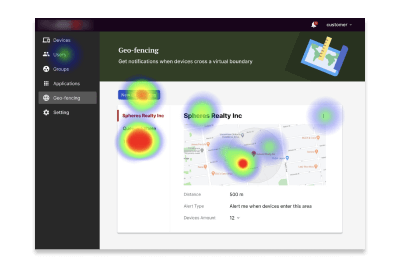 customer
Devices
Users
Groups
Applications
Geo-fencing
Setting
Geo-fencing
Get notifications when devices cross a virtual boundary
Spheres Realty Inc
Spheres Realty Inc
Distance 500 m
Alert Type Alert me when devices enter this area
Devices Amount 12